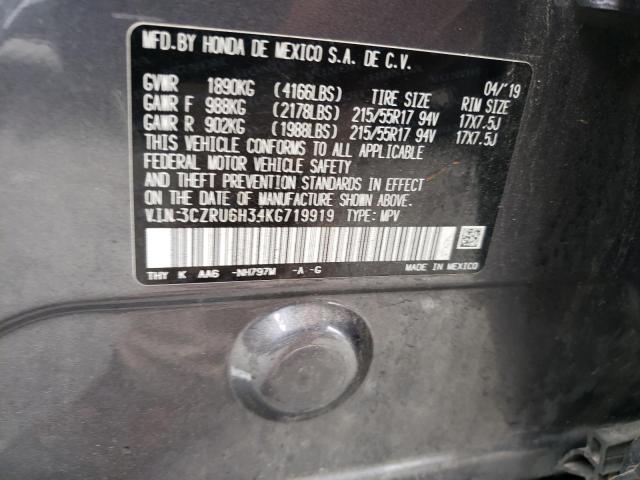 MFD.BY HONDA DE MEXICO S.A. DE C.V.
04/'19
GVWR 1890KG (4166LBS) TIRE SIZE RIM SIZE
GAWR F 988KG (2178LBS) 215/55R17 94V 17X7.5J
GAWR R 902KG (1988LBS) 215/55R17 94V 17X7.5J
THIS VEHICLE CONFORMS TO ALL APPLICABLE
FEDERAL MOTOR VEHICLE SAFETY
AND THEFT PREVENTION STANDARDS IN EFFECT
ON THE DATE OF MANUFACTURE SHOWN ABOVE.
V.I.N.:3CZRU6H34KG719919 TYPE: MPV
THY K AA6 -NH797M -A -G
MADE IN MEXICO